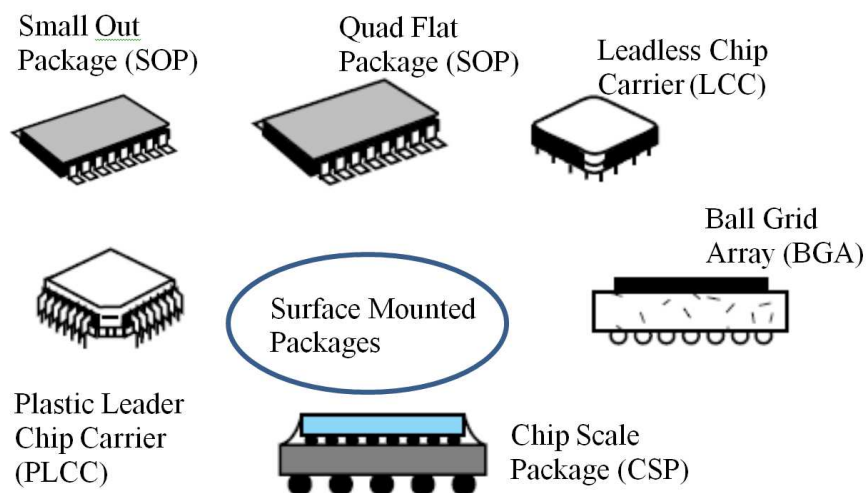 Small Out
Package (SOP)
Quad Flat
Package (SOP)
Leadless Chip
Carrier (LCC)
Ball Grid
Array (BGA)
Surface Mounted
Packages
Plastic Leader
Chip Carrier
(PLCC)
Chip Scale
Package (CSP)